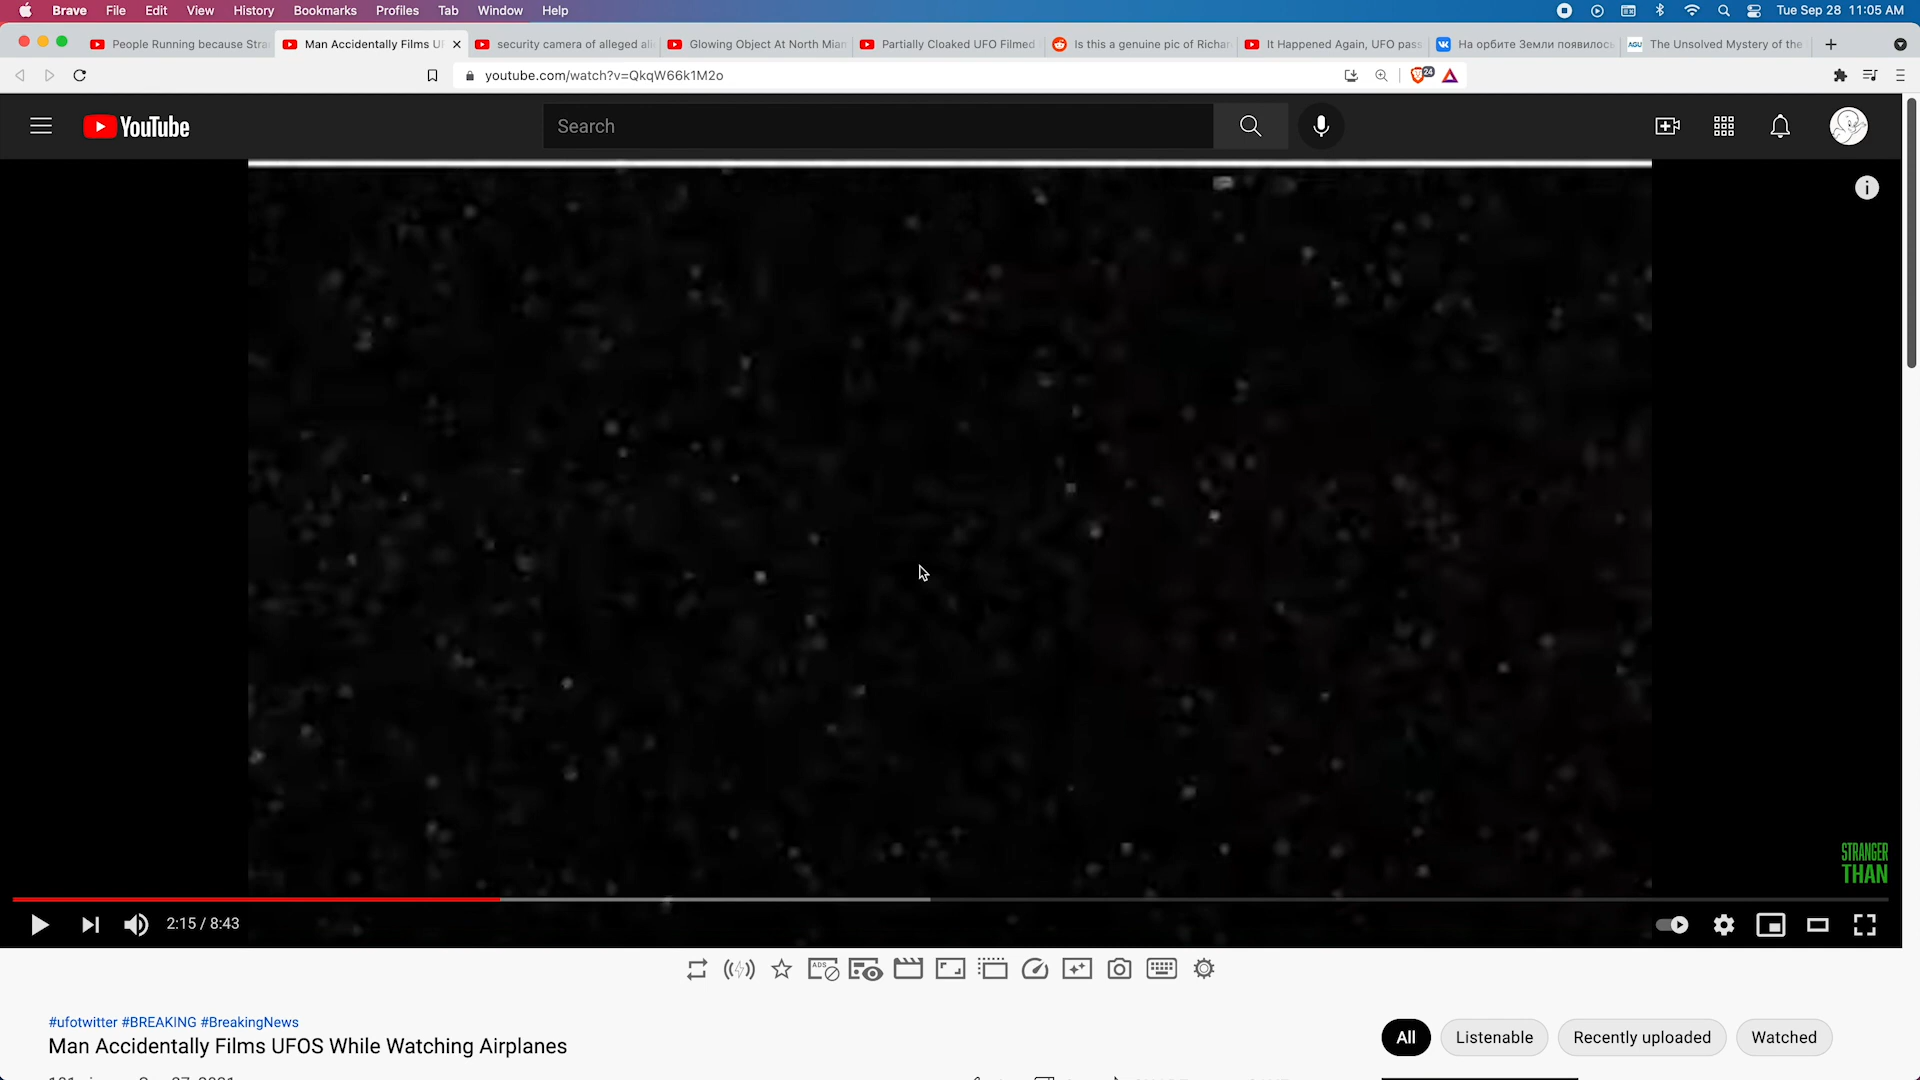 Brave File Edit View History Bookmarks Profiles Tab Window Help Tue Sep 28 11:05 AM
People Running because Stra Man Accidentally Films UF security camera of alleged ali Glowing Object At North Mian Partially Cloaked UFO Filmed Is this a genuine pic of Richar It Happened Again, UFO pass На орбите Земли появилось AGU The Unsolved Mystery of the
youtube.com/watch?v=QkqW66k1M2o 24
YouTube Search
STRANGER
THAN
2:15 / 8:43
ADS
#ufotwitter #BREAKING #BreakingNews
Man Accidentally Films UFOS While Watching Airplanes
All Listenable Recently uploaded Watched